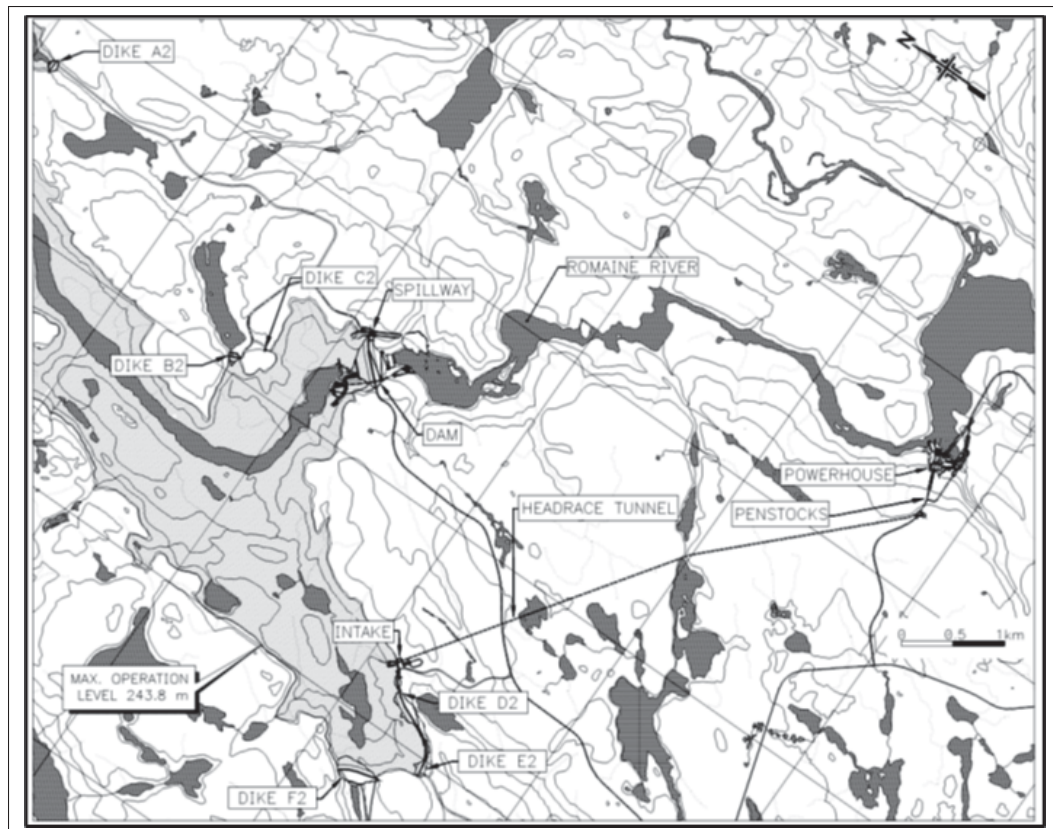 DIKE A2
N
ROMAINE RIVER
DIKE C2
SPILLWAY
DIKE B2
DAM
POWERHOUSE
PENSTOCKS
HEADRACE TUNNEL
0 0.5 1km
INTAKE
MAX. OPERATION
LEVEL 243.8 m
DIKE D2
DIKE E2
DIKE F2